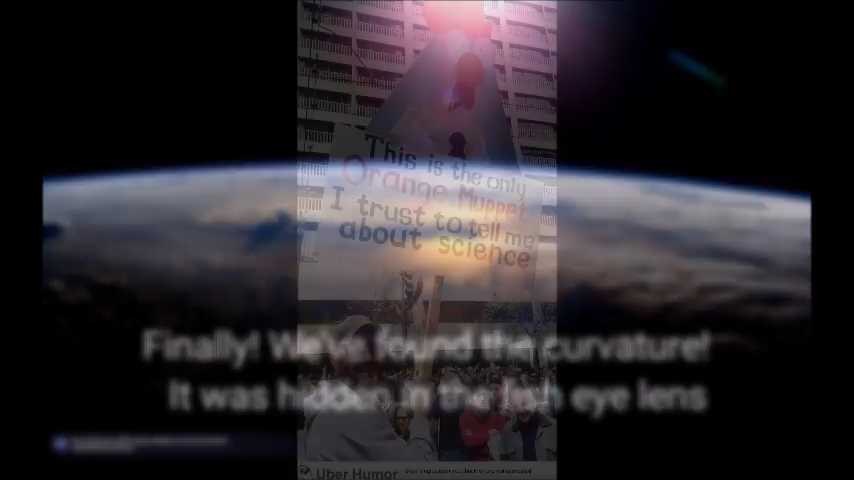 This is the only
Orange Muppet
I trust to tell me
about science
Finally! We've found the curvature!
It was hidden in the fish eye lens
Uber Humor